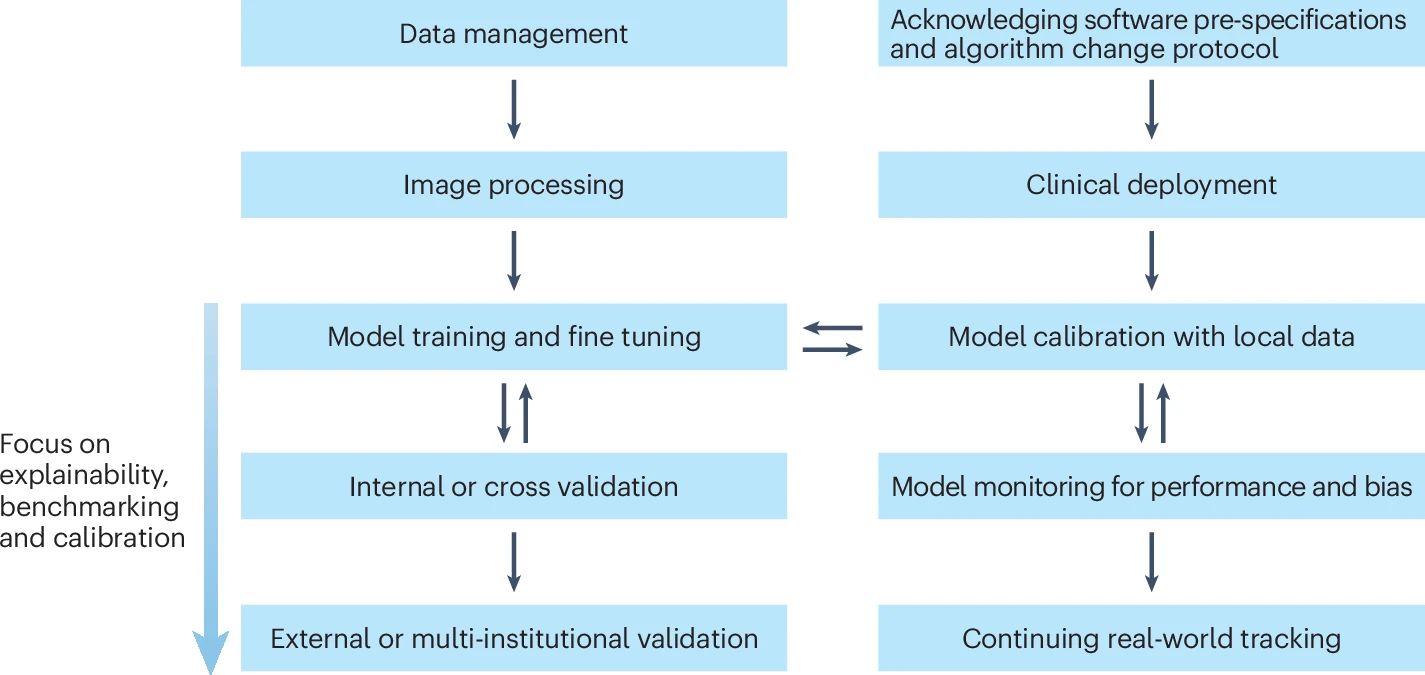 Data management
Image processing
Model training and fine tuning
Internal or cross validation
External or multi-institutional validation
Focus on
explainability,
benchmarking
and calibration
Acknowledging software pre-specifications
and algorithm change protocol
Clinical deployment
Model calibration with local data
Model monitoring for performance and bias
Continuing real-world tracking